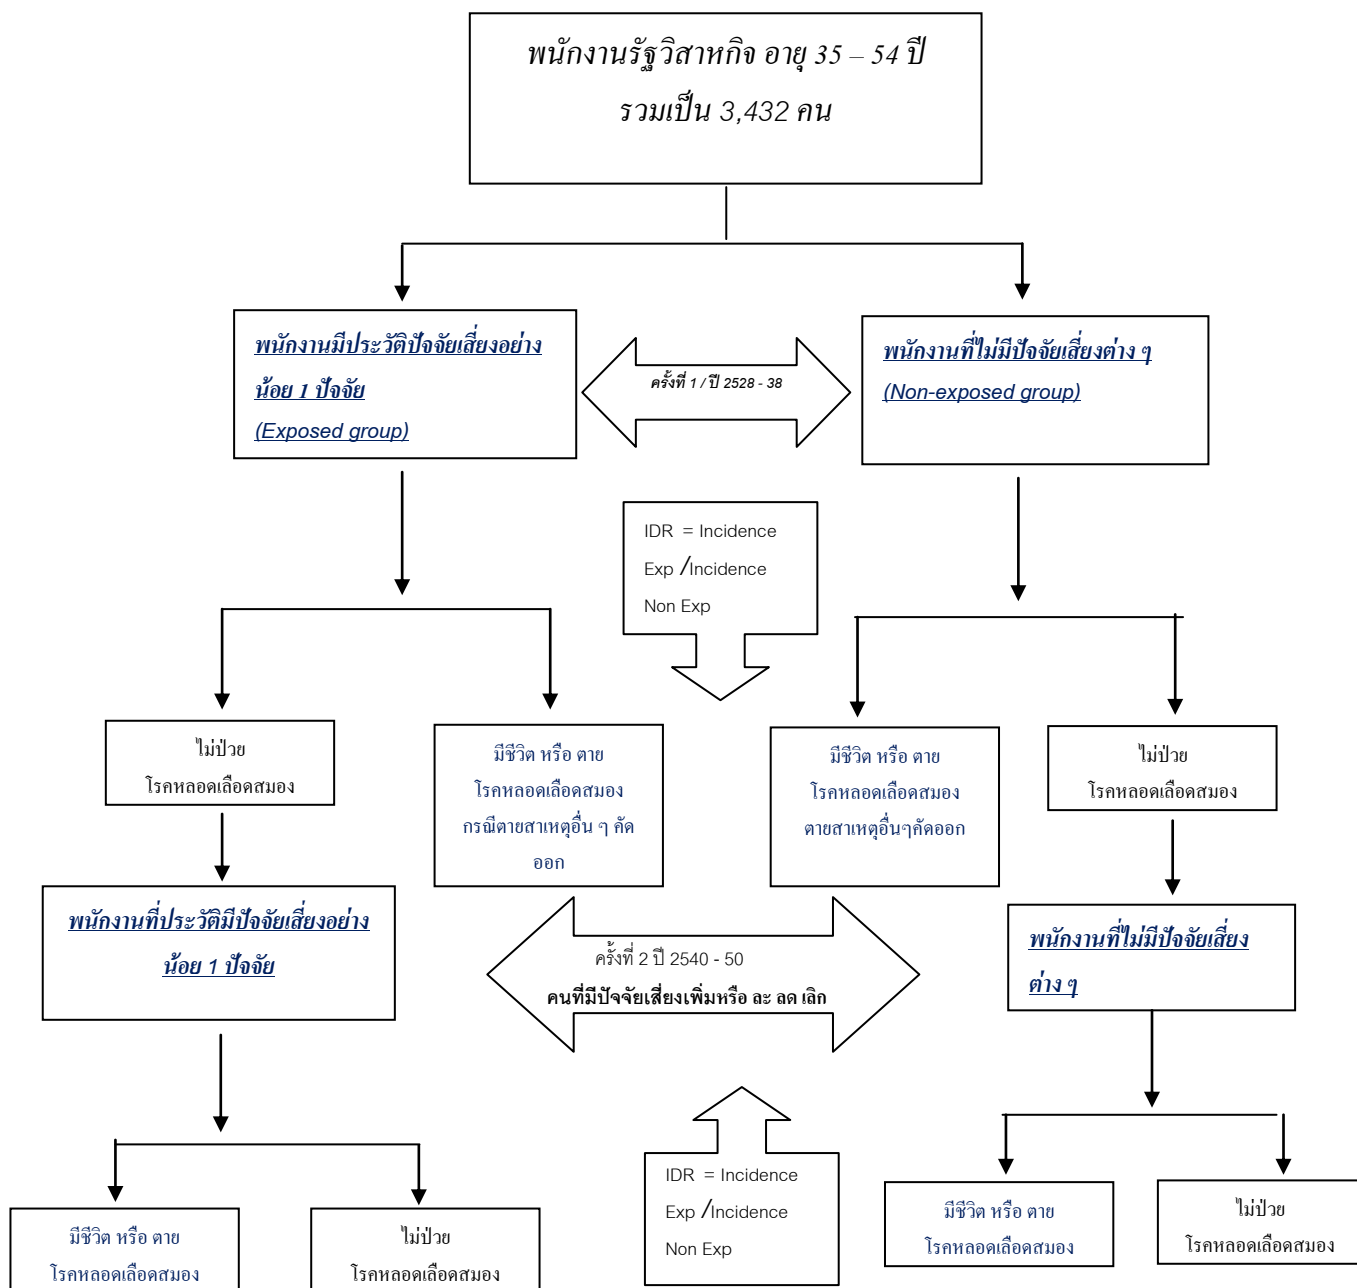 พนักงานรัฐวิสาหกิจ อายุ 35 – 54 ปี
รวมเป็น 3,432 คน
พนักงานมีประวัติปัจจัยเสี่ยงอย่าง
น้อย 1 ปัจจัย
(Exposed group)
ครั้งที่ 1 / ปี 2528 - 38
พนักงานที่ไม่มีปัจจัยเสี่ยงต่าง ๆ
(Non-exposed group)
IDR = Incidence
Exp /Incidence
Non Exp
ไม่ป่วย
โรคหลอดเลือดสมอง
มีชีวิต หรือ ตาย
โรคหลอดเลือดสมอง
กรณีตายสาเหตุอื่น ๆ คัด
ออก
มีชีวิต หรือ ตาย
โรคหลอดเลือดสมอง
ตายสาเหตุอื่นๆคัดออก
ไม่ป่วย
โรคหลอดเลือดสมอง
พนักงานที่ประวัติมีปัจจัยเสี่ยงอย่าง
น้อย 1 ปัจจัย
ครั้งที่ 2 ปี 2540 - 50
คนที่มีปัจจัยเสี่ยงเพิ่มหรือ ละ ลด เลิก
พนักงานที่ไม่มีปัจจัยเสี่ยง
ต่าง ๆ
IDR = Incidence
Exp /Incidence
Non Exp
มีชีวิต หรือ ตาย
โรคหลอดเลือดสมอง
ไม่ป่วย
โรคหลอดเลือดสมอง
มีชีวิต หรือ ตาย
โรคหลอดเลือดสมอง
ไม่ป่วย
โรคหลอดเลือดสมอง